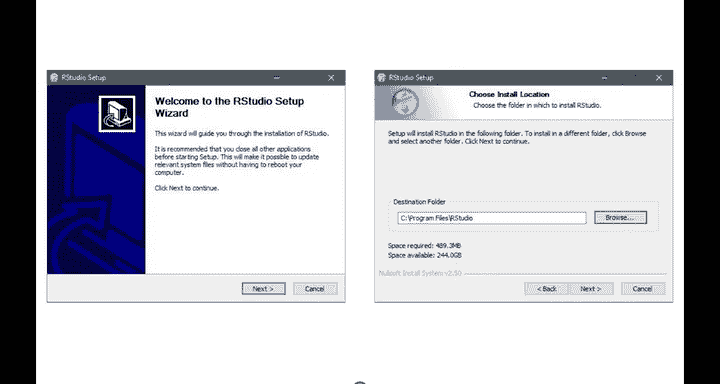 RStudio Setup
Welcome to the RStudio Setup
Wizard
This wizard will guide you through the installation of RStudio.
It is recommended that you close all other applications
before starting Setup. This will make it possible to update
relevant system files without having to reboot your
computer.
Click Next to continue.
Next >
Cancel
RStudio Setup
Choose Install Location
Choose the folder in which to install RStudio.
Setup will install RStudio in the following folder. To install in a different folder, click Browse
and select another folder. Click Next to continue.
Destination Folder
C:\Program Files\RStudio
Browse...
Space required: 489.3MB
Space available: 244.0GB
Nullsoft Install System v2.50
< Back
Next >
Cancel